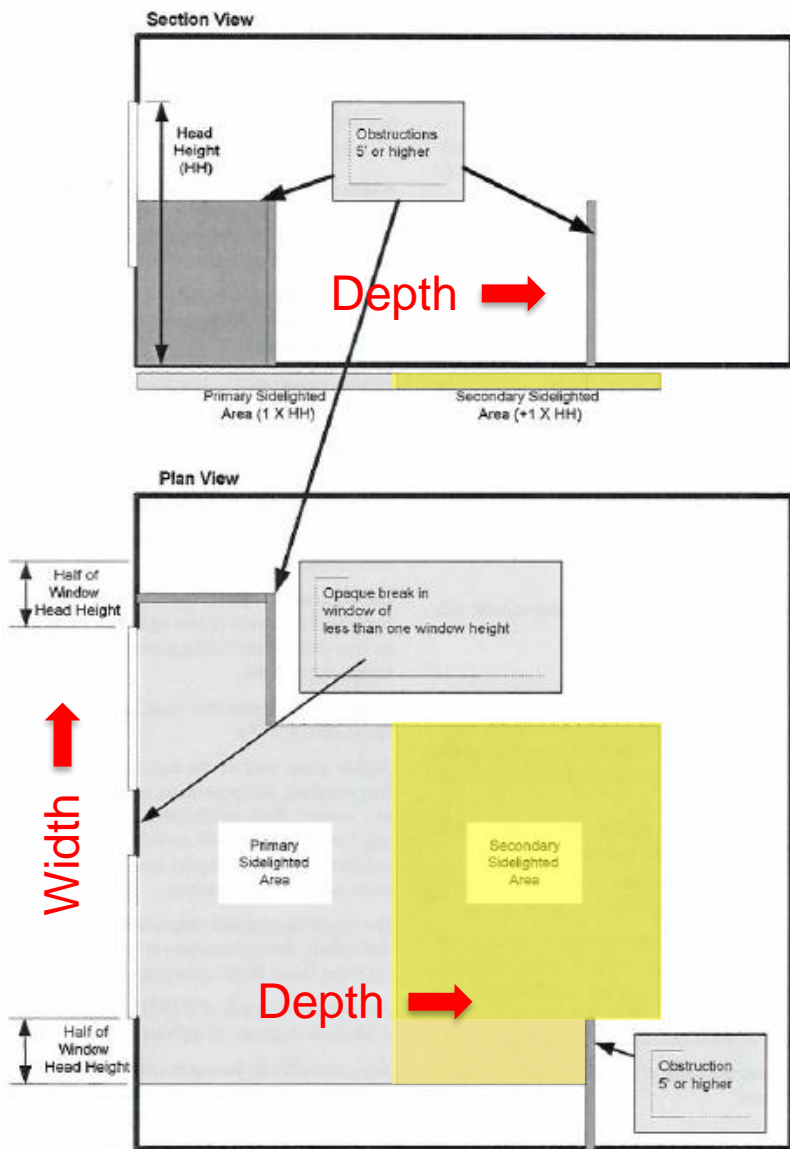 Section View
Head
Height
(HH)
Obstructions
5' or higher
Depth
Primary Sidelighted
Area (1 X HH)
Secondary Sidelighted
Area (+1 X HH)
Plan View
Half of
Window
Head Height
Opaque break in
window of
less than one window height
Width
Primary
Sidelighted
Area
Secondary
Sidelighted
Area
Depth
Half of
Window
Head Height
Obstruction
5' or higher